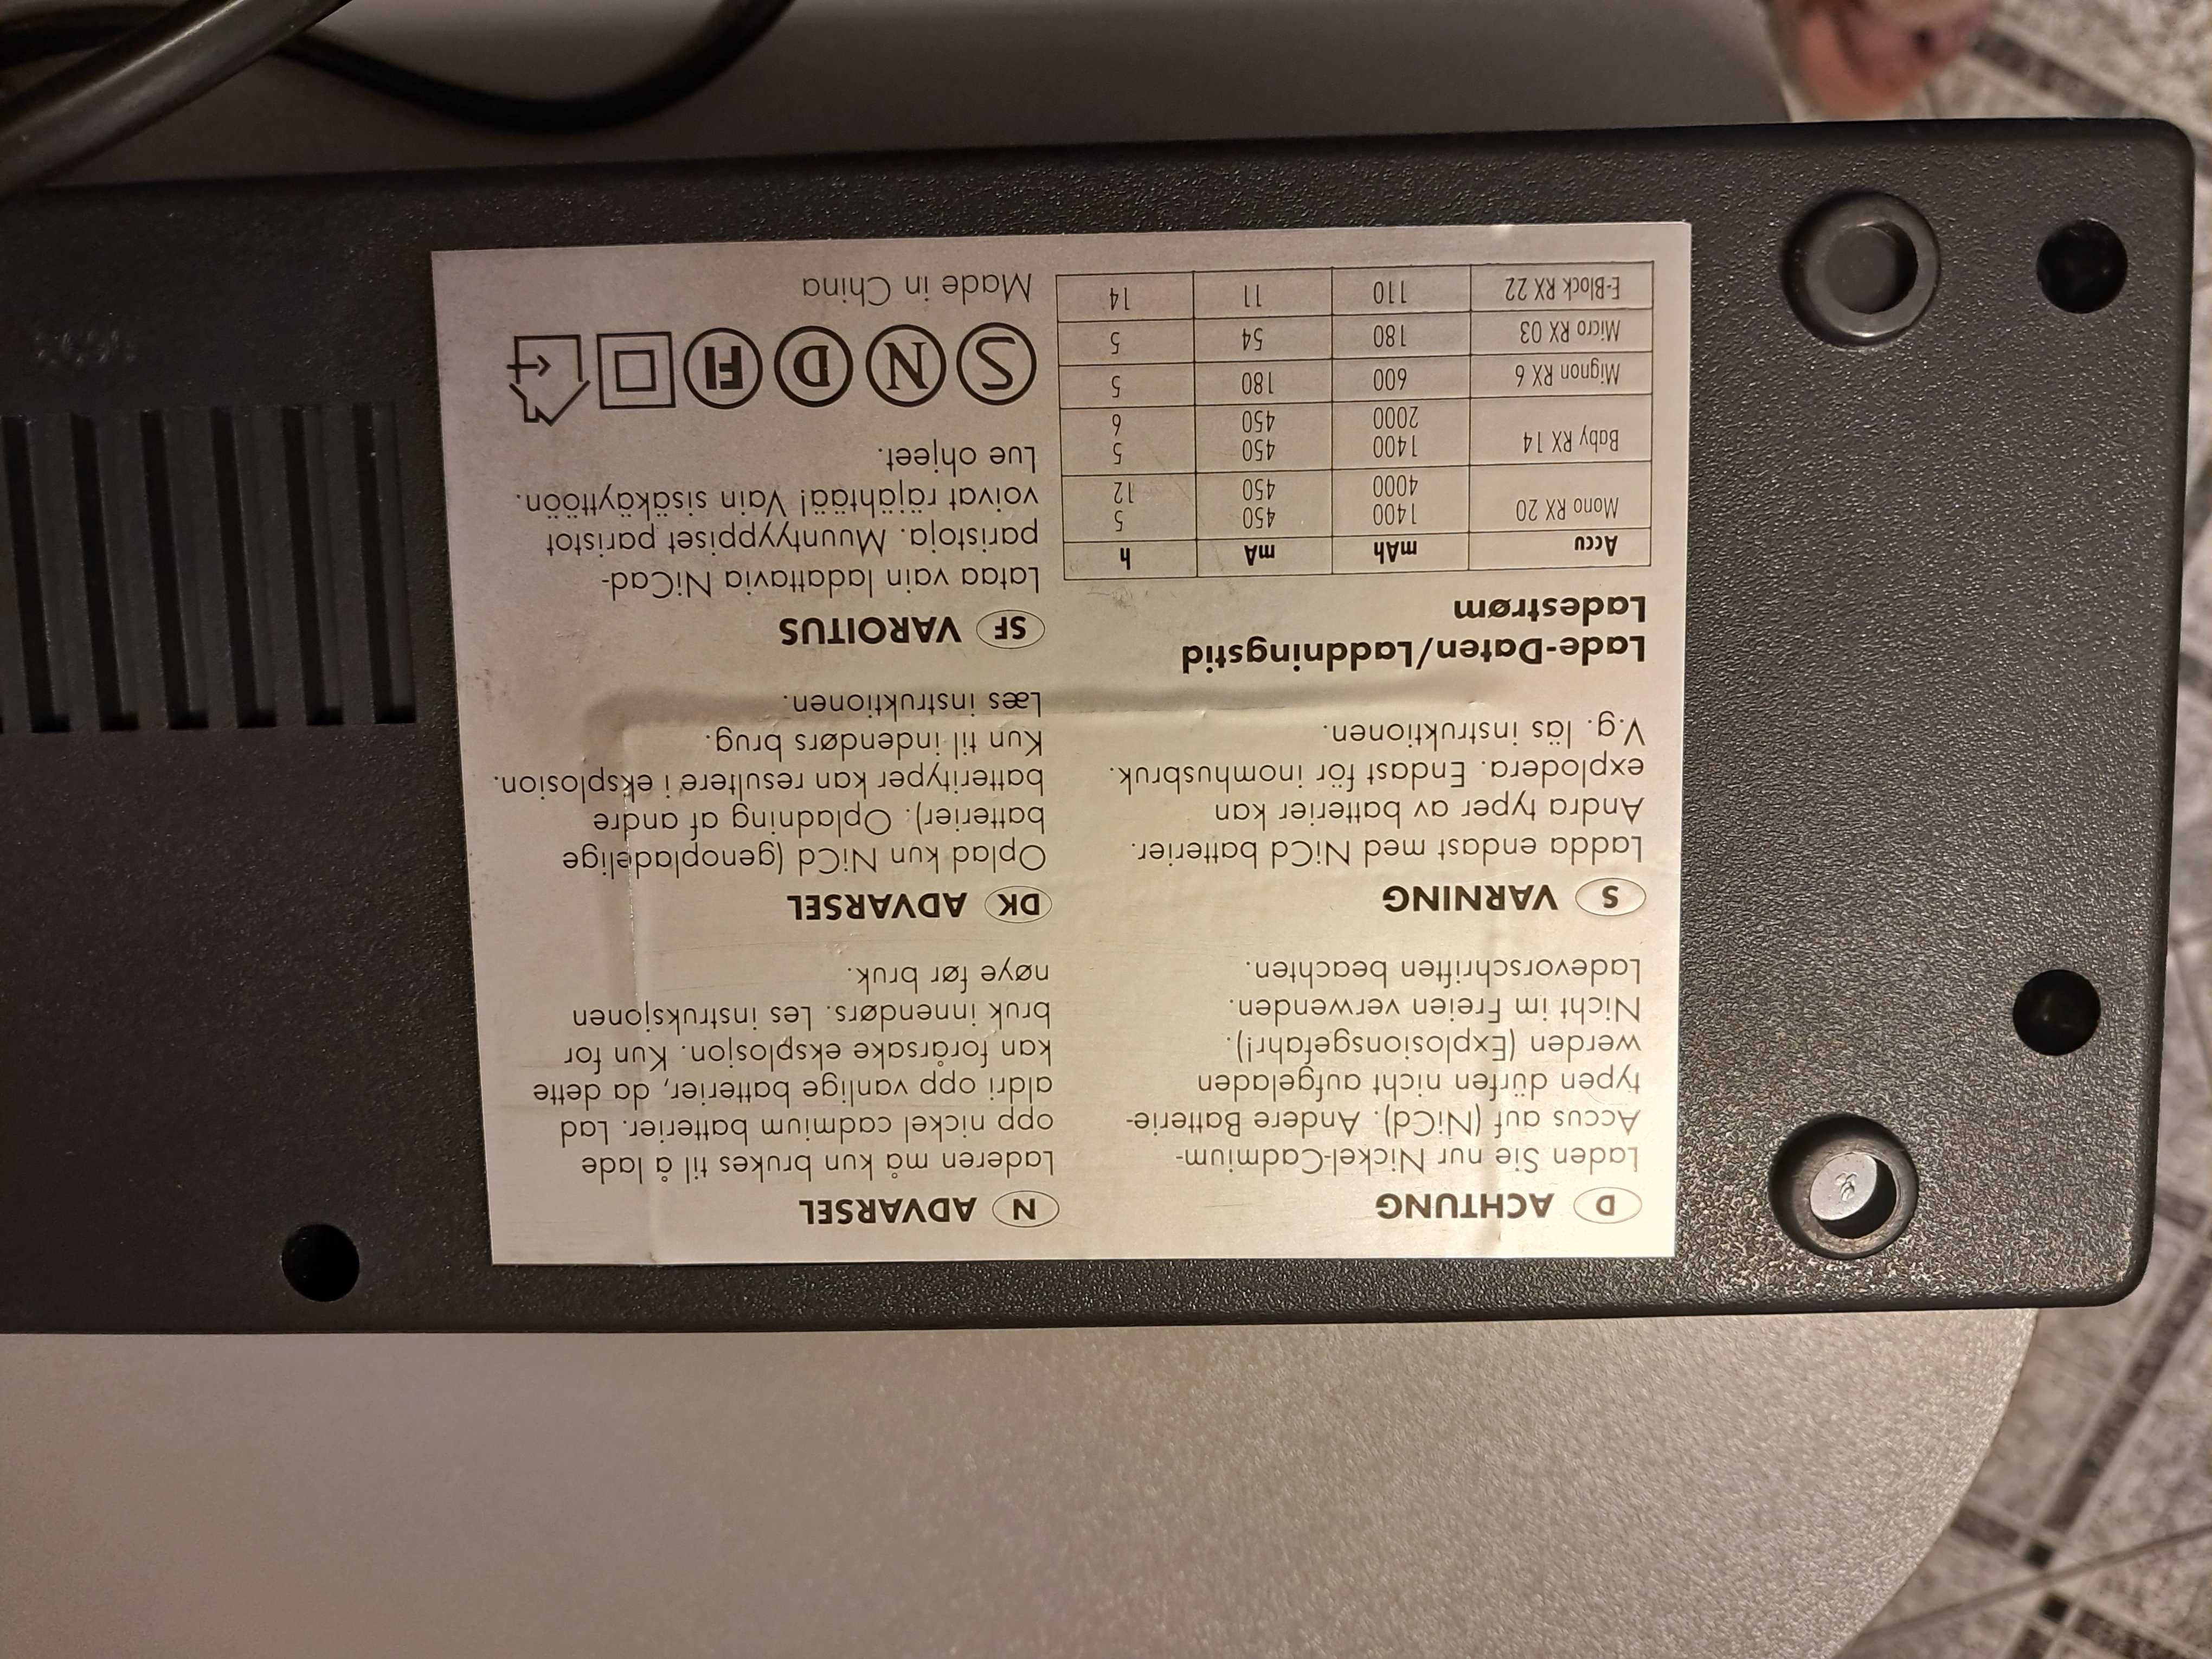 D ACHTUNG
Laden Sie nur Nickel-Cadmium-
Accus auf (NiCd). Andere Batterie-
typen dürfen nicht aufgeladen
werden (Explosionsgefahr!).
Nicht im Freien verwenden.
Ladevorschriften beachten.
S VARNING
Ladda endast med NiCd batterier.
Andra typer av batterier kan
explodera. Endast för inomhusbruk.
V.g. läs instruktionen.
Lade-Daten/Laddningstid
Ladestrøm
Accu mAh mA h
Mono RX 20 1400 450 5
4000 450 12
Baby RX 14 1400 450 5
2000 450 6
Mignon RX 6 600 180 5
Micro RX 03 180 54 5
E-Block RX 22 110 11 14
N ADVARSEL
Laderen må kun brukes til å lade
opp nickel cadmium batterier. Lad
aldri opp vanlige batterier, da dette
kan forårsake eksplosjon. Kun for
bruk innendørs. Les instruksjonen
nøye før bruk.
DK ADVARSEL
Oplad kun NiCd (genopladelige
batterier). Opladning af andre
batterityper kan resultere i eksplosion.
Kun til indendørs brug.
Læs instruktionen.
SF VAROITUS
Lataa vain ladattavia NiCad-
paristoja. Muuntyyppiset paristot
voivat räjähtää! Vain sisäkäyttöön.
Lue ohjeet.
S N D FI
Made in China